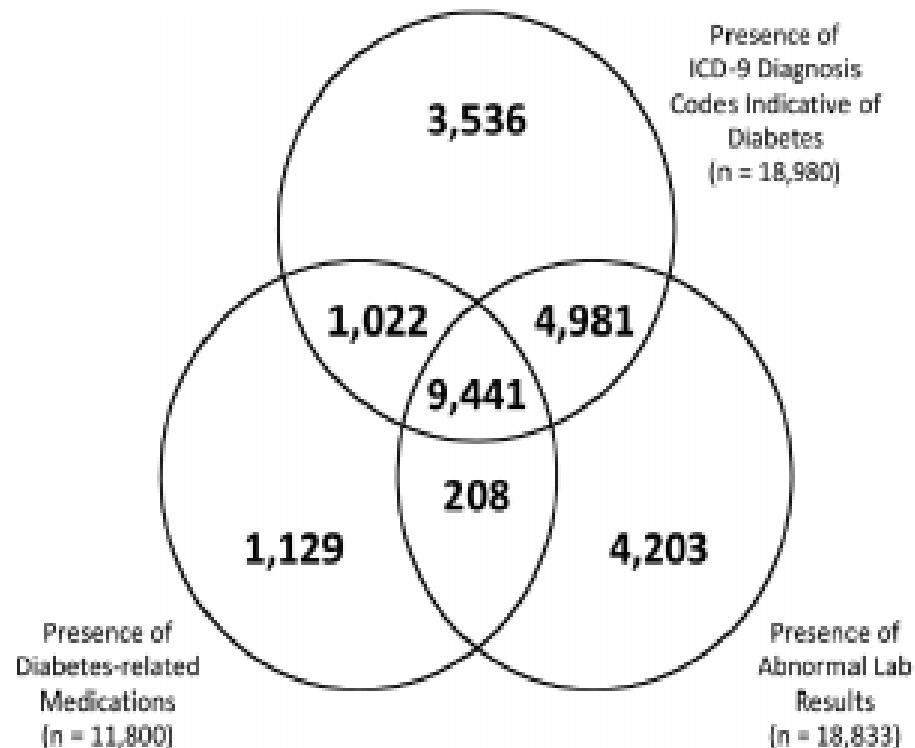 Presence of
ICD-9 Diagnosis
Codes Indicative of
Diabetes
(n = 18,980)
3,536
1,022
4,981
9,441
208
1,129
4,203
Presence of
Diabetes-related
Medications
(n = 11,800)
Presence of
Abnormal Lab
Results
(n = 18,833)